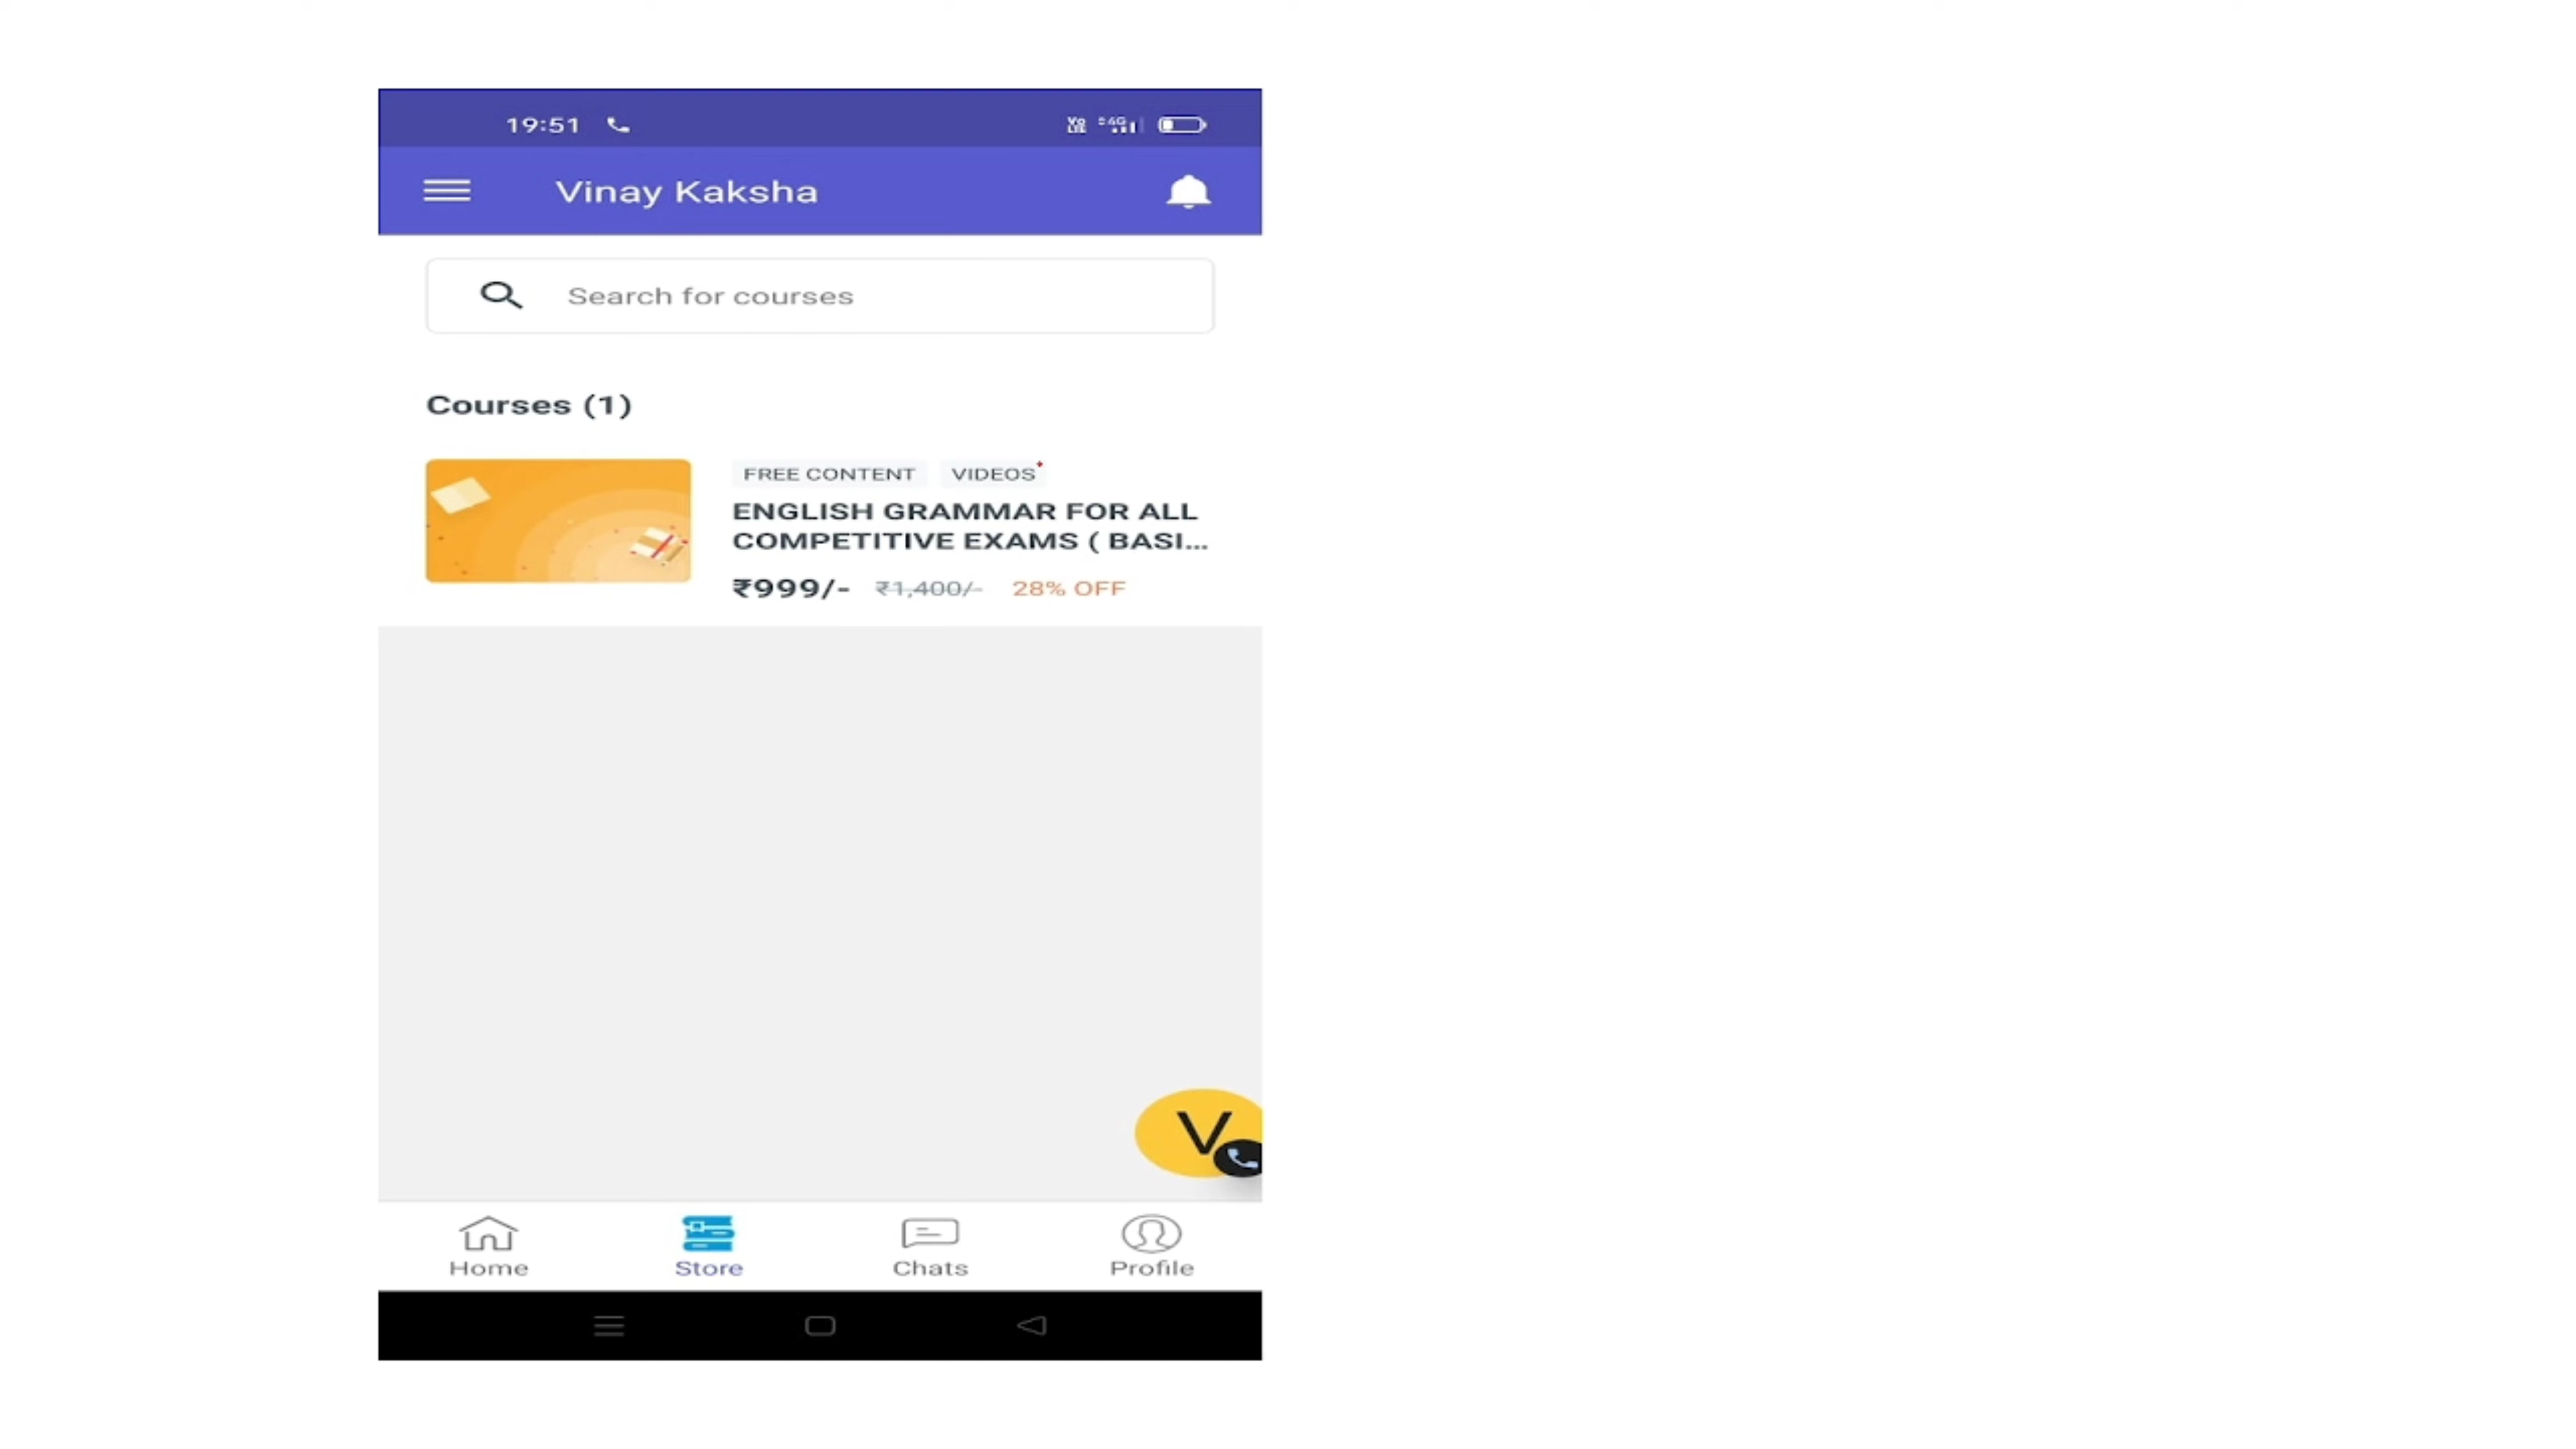 19:51
Vinay Kaksha
Search for courses
Courses (1)
FREE CONTENT VIDEOS
ENGLISH GRAMMAR FOR ALL
COMPETITIVE EXAMS ( BASI...
₹999/- ₹1,400/- 28% OFF
V
Home Store Chats Profile